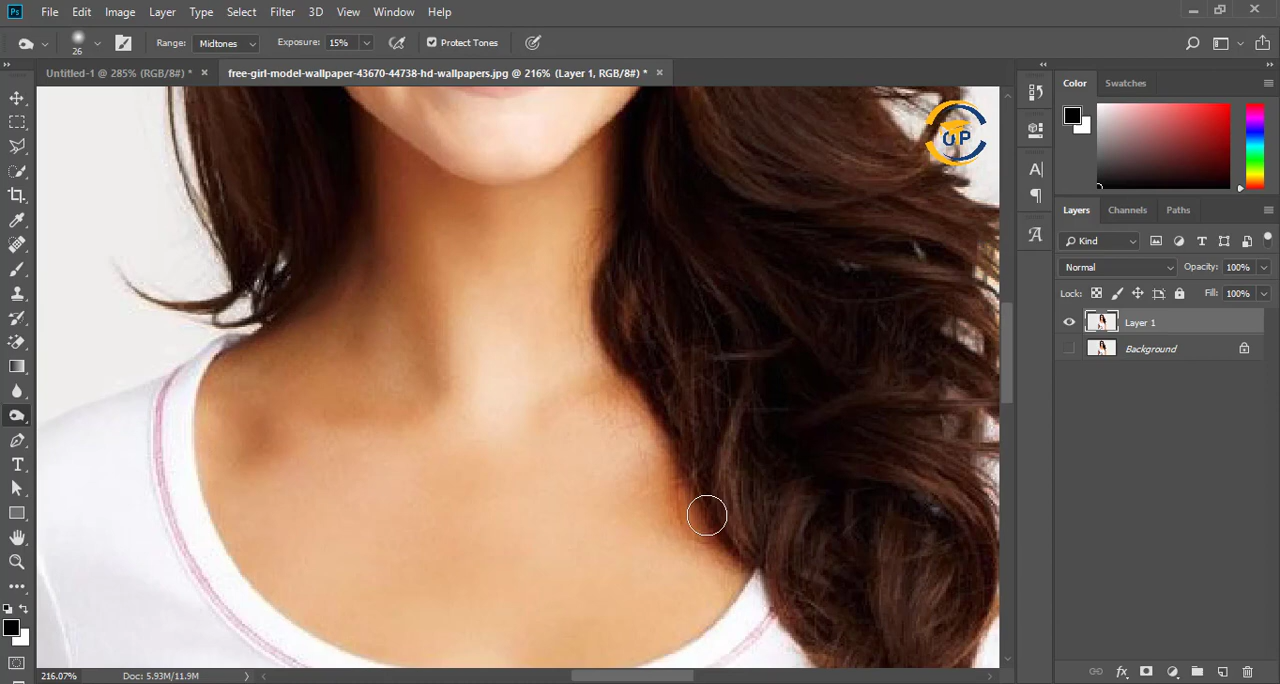 Ps File Edit Image Layer Type Select Filter 3D View Window Help
26 Range: Midtones Exposure: 15% Protect Tones
Untitled-1 @ 285% (RGB/8#) * × free-girl-model-wallpaper-43670-44738-hd-wallpapers.jpg @ 216% (Layer 1, RGB/8#) * ×
Color Swatches
OP
Layers Channels Paths
Kind
Normal Opacity: 100%
Lock: Fill: 100%
Layer 1
Background
216.07% Doc: 5.93M/11.9M